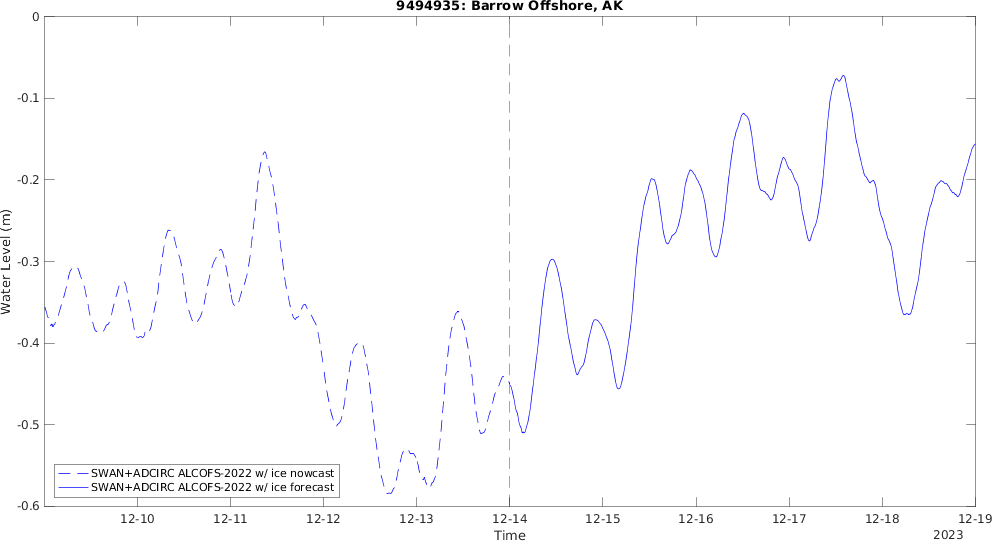 9494935: Barrow Offshore, AK
0
-0.1
-0.2
-0.3
-0.4
-0.5
-0.6
Water Level (m)
SWAN+ADCIRC ALCOFS-2022 w/ ice nowcast
SWAN+ADCIRC ALCOFS-2022 w/ ice forecast
12-10 12-11 12-12 12-13 12-14 12-15 12-16 12-17 12-18 12-19
Time
2023